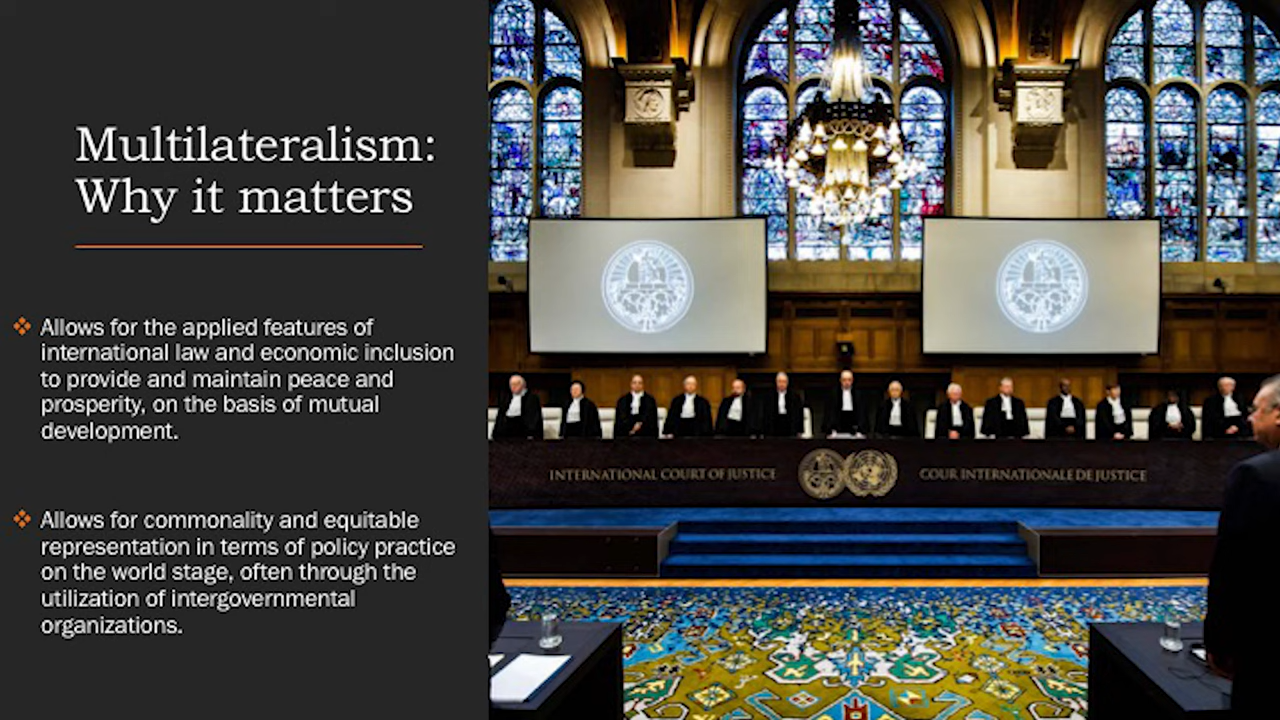 Multilateralism:
Why it matters
Allows for the applied features of
international law and economic inclusion
to provide and maintain peace and
prosperity, on the basis of mutual
development.
Allows for commonality and equitable
representation in terms of policy practice
on the world stage, often through the
utilization of intergovernmental
organizations.
INTERNATIONAL COURT OF JUSTICE
COUR INTERNATIONALE DE JUSTICE